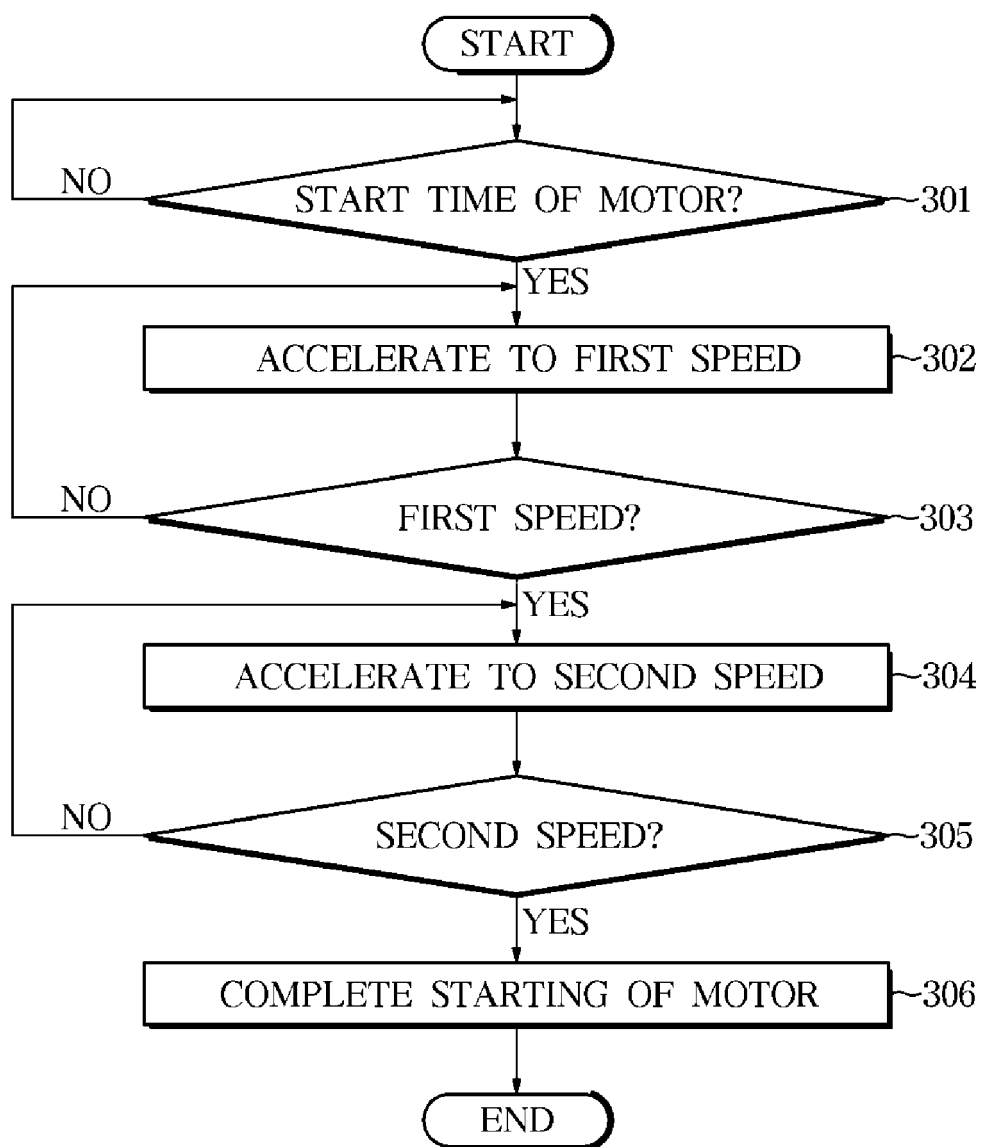 START
START TIME OF MOTOR?
301
NO
YES
ACCELERATE TO FIRST SPEED
302
FIRST SPEED?
303
NO
YES
ACCELERATE TO SECOND SPEED
304
SECOND SPEED?
305
NO
YES
COMPLETE STARTING OF MOTOR
306
END